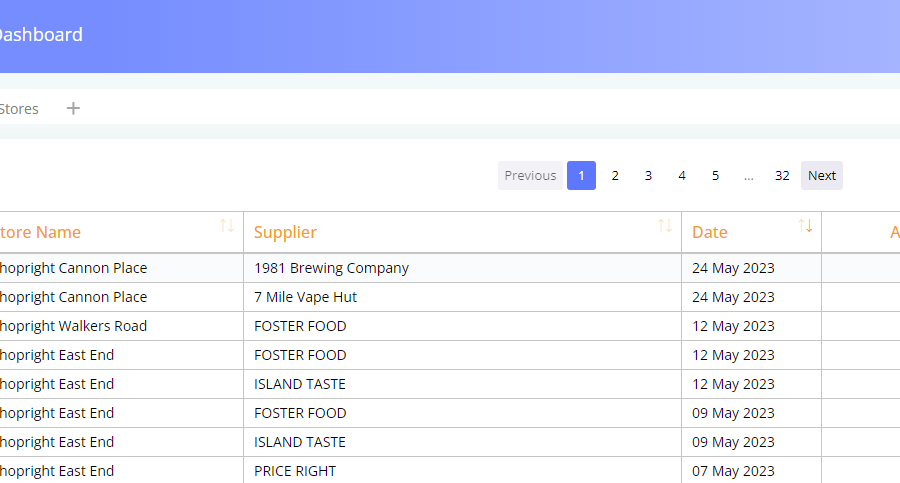 Dashboard
Stores +
Previous 1 2 3 4 5 ... 32 Next
tore Name Supplier Date A
hopright Cannon Place 1981 Brewing Company 24 May 2023
hopright Cannon Place 7 Mile Vape Hut 24 May 2023
hopright Walkers Road FOSTER FOOD 12 May 2023
hopright East End FOSTER FOOD 12 May 2023
hopright East End ISLAND TASTE 12 May 2023
hopright East End FOSTER FOOD 09 May 2023
hopright East End ISLAND TASTE 09 May 2023
hopright East End PRICE RIGHT 07 May 2023